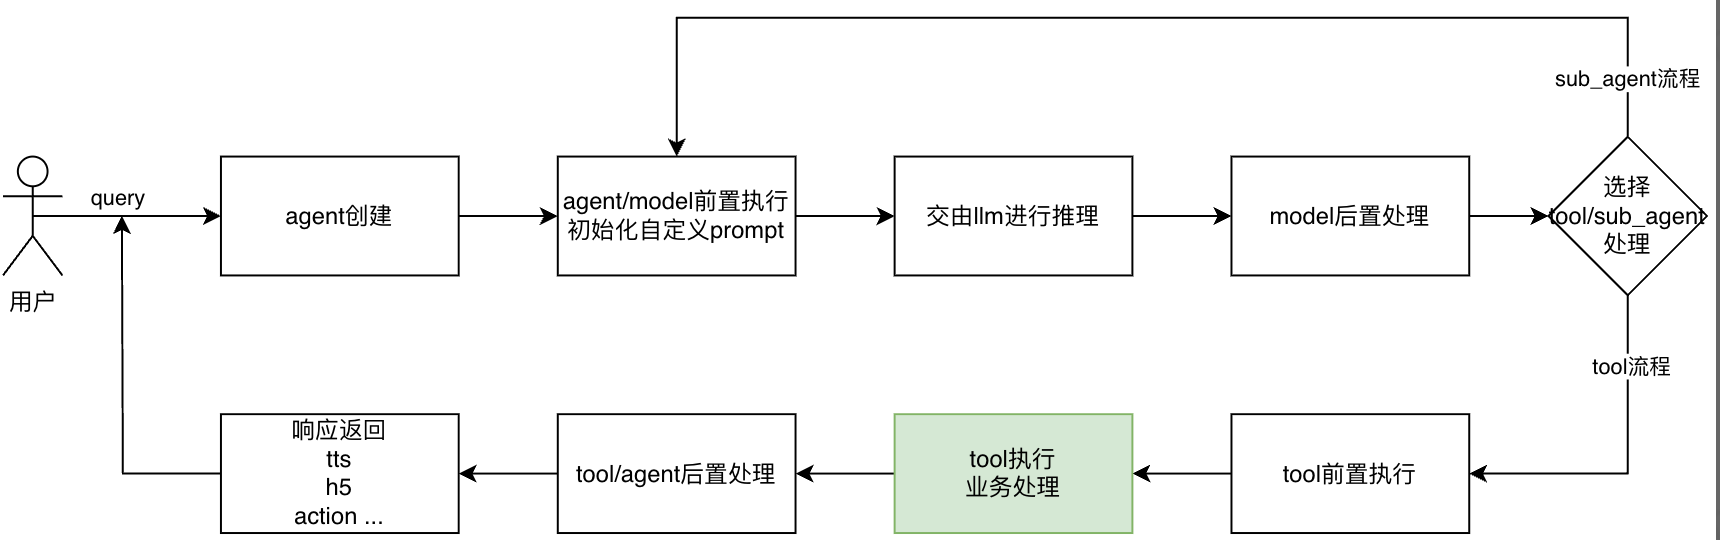 sub_agent流程
用户
query
agent创建
agent/model前置执行
初始化自定义prompt
交由llm进行推理
model后置处理
选择
tool/sub_agent
处理
tool流程
响应返回
tts
h5
action ...
tool/agent后置处理
tool执行
业务处理
tool前置执行